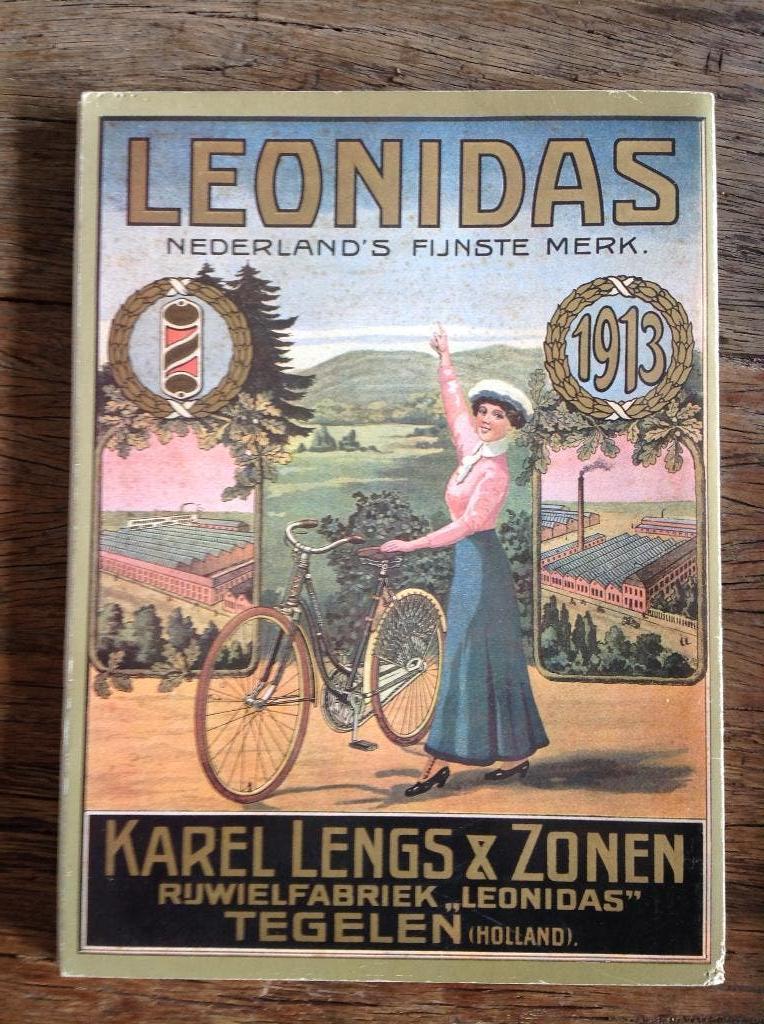 LEONIDAS
NEDERLAND'S FIJNSTE MERK.
1913
KAREL LENGS & ZONEN
RIJWIELFABRIEK „LEONIDAS”
TEGELEN (HOLLAND).